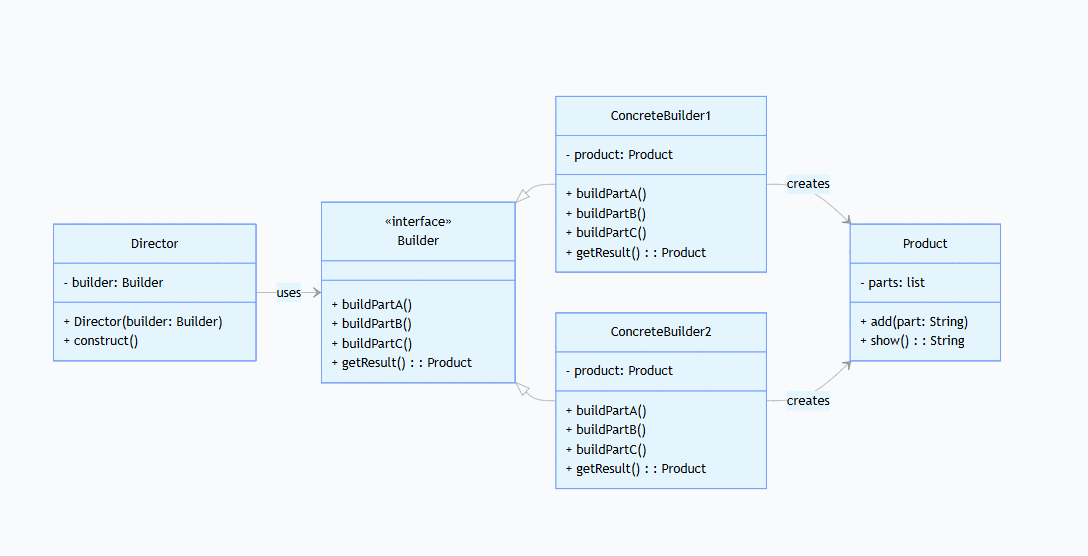 Director
- builder: Builder
+ Director(builder: Builder)
+ construct()
uses
«interface»
Builder
+ buildPartA()
+ buildPartB()
+ buildPartC()
+ getResult() : : Product
ConcreteBuilder1
- product: Product
+ buildPartA()
+ buildPartB()
+ buildPartC()
+ getResult() : : Product
creates
ConcreteBuilder2
- product: Product
+ buildPartA()
+ buildPartB()
+ buildPartC()
+ getResult() : : Product
creates
Product
- parts: list
+ add(part: String)
+ show() : : String